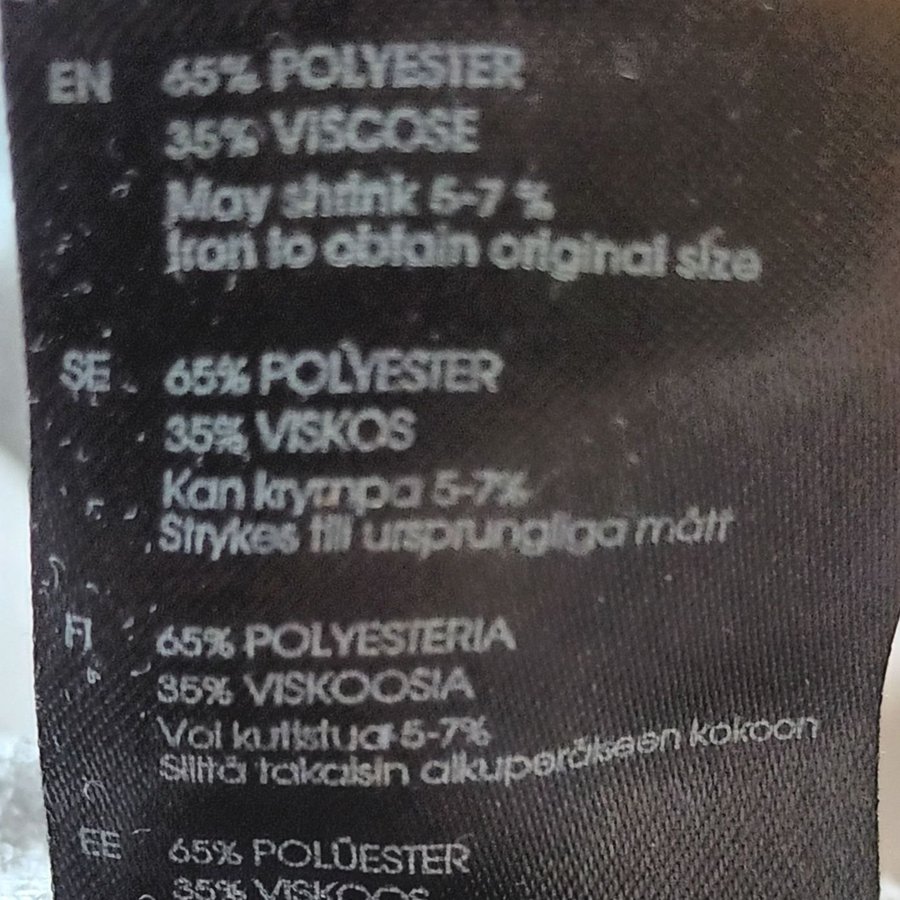 EN 65% POLYESTER
35% VISCOSE
May shrink 5-7 %
Iron to obtain original size
SE 65% POLYESTER
35% VISKOS
Kan krympa 5-7%
Strykes till ursprungliga mått
FI 65% POLYESTERIA
35% VISKOOSIA
Voi kutistua 5-7%
Silitä takaisin alkuperäiseen kokoon
EE 65% POLÜESTER
35% VISKOOS